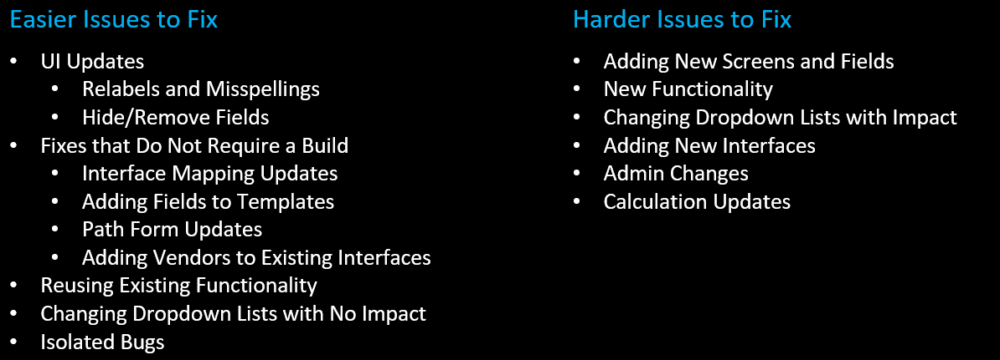 Easier Issues to Fix
• UI Updates
• Relabels and Misspellings
• Hide/Remove Fields
• Fixes that Do Not Require a Build
• Interface Mapping Updates
• Adding Fields to Templates
• Path Form Updates
• Adding Vendors to Existing Interfaces
• Reusing Existing Functionality
• Changing Dropdown Lists with No Impact
• Isolated Bugs
Harder Issues to Fix
• Adding New Screens and Fields
• New Functionality
• Changing Dropdown Lists with Impact
• Adding New Interfaces
• Admin Changes
• Calculation Updates